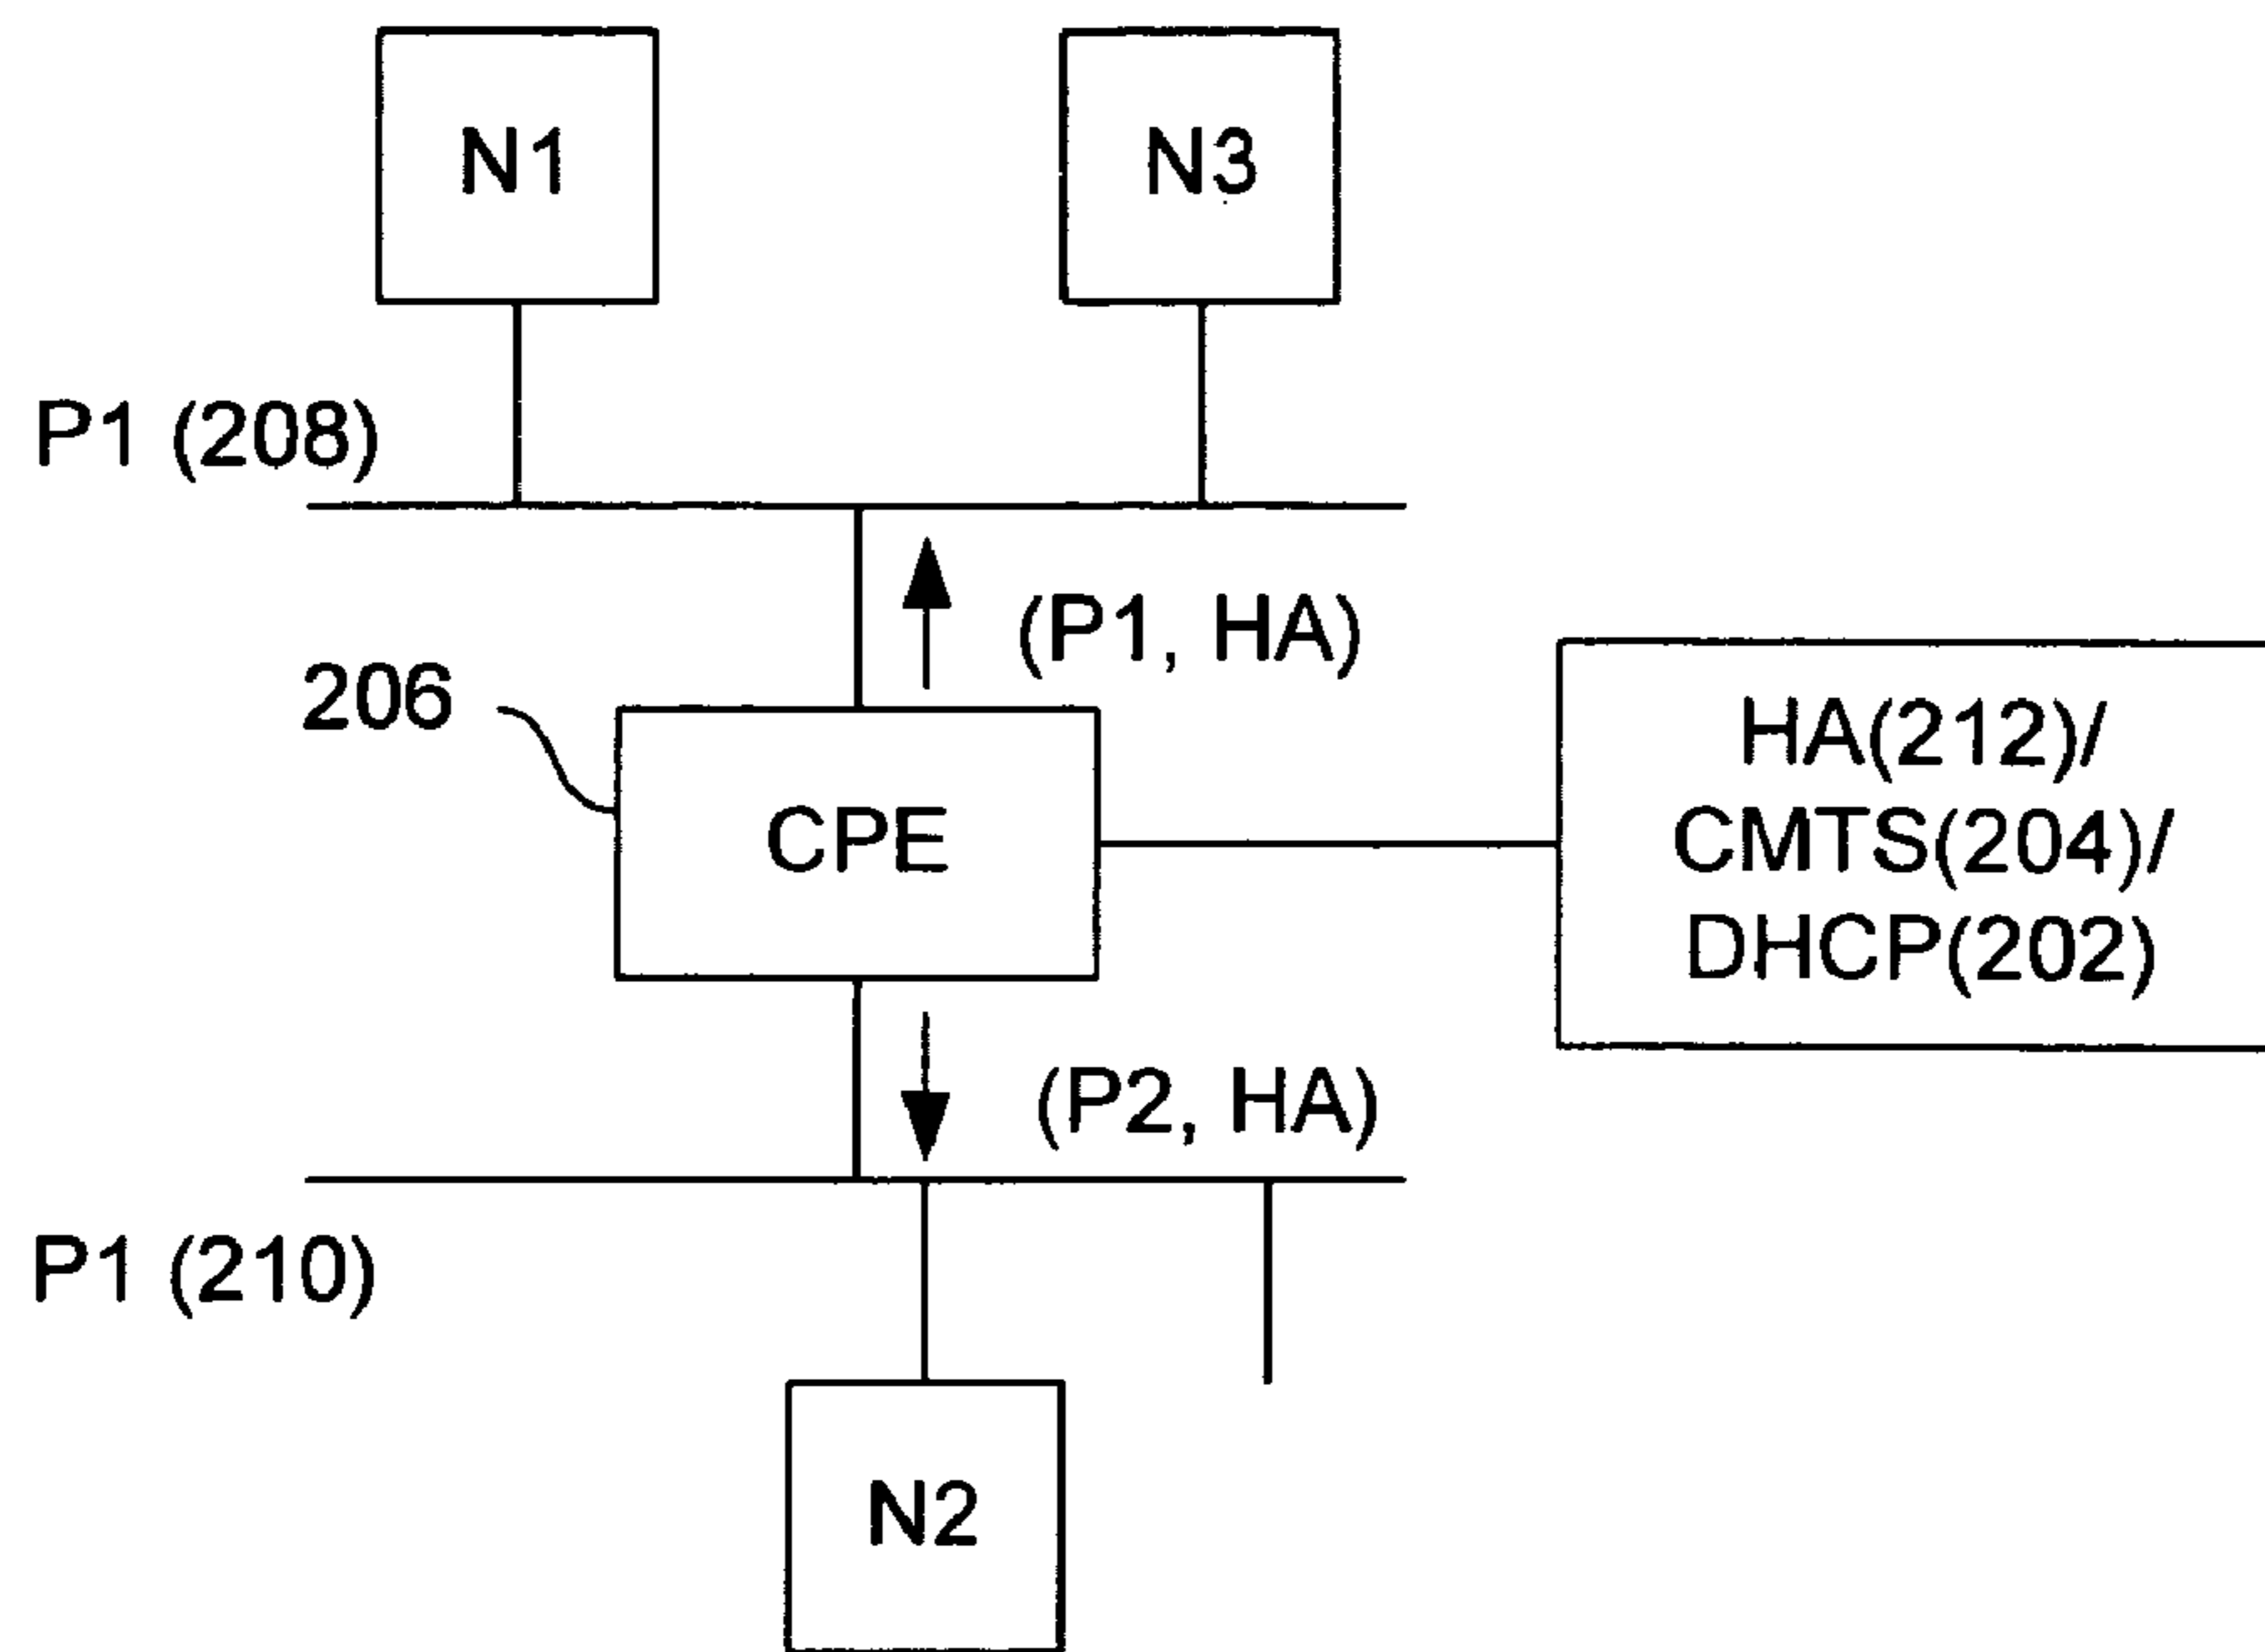 N1
N3
P1 (208)
(P1, HA)
206
CPE
HA(212)/
CMTS(204)/
DHCP(202)
(P2, HA)
P1 (210)
N2